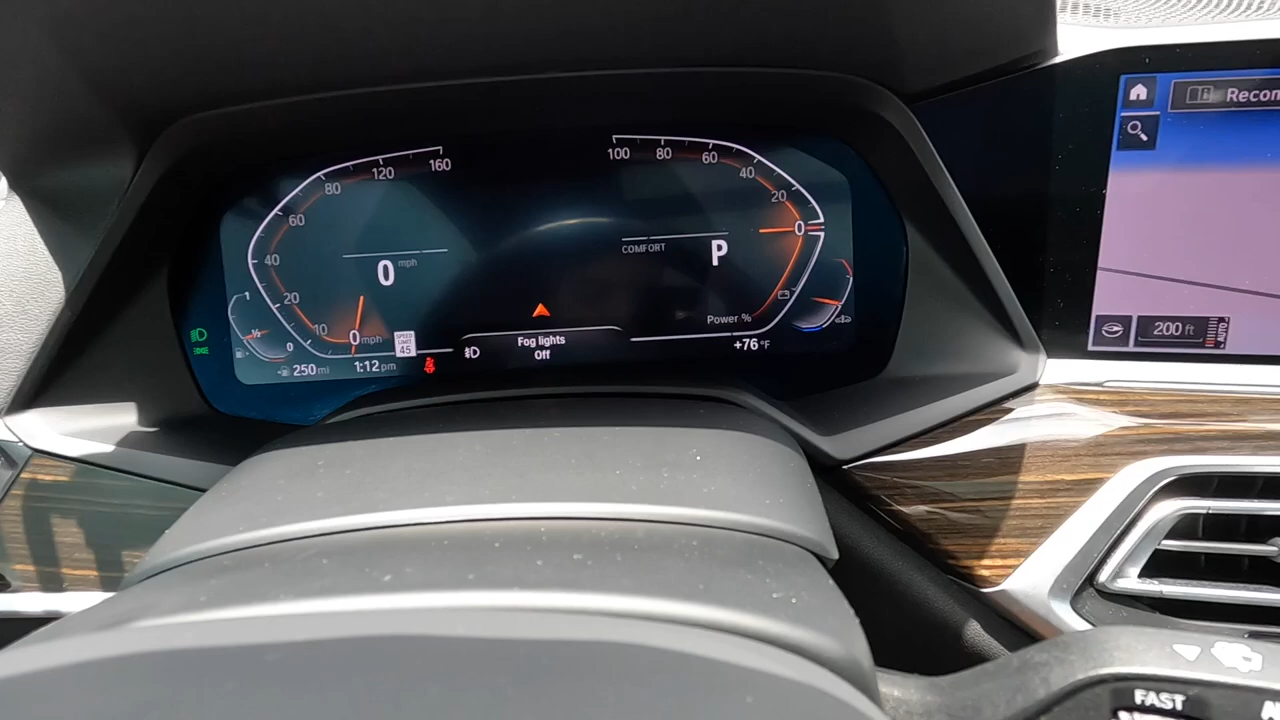 160
120
80
60
40
20
10
0
0 mph
0 mph
1
½
0
SPEED
LIMIT
45
250 mi
1:12 pm
Fog lights
Off
100
80
60
40
20
0
COMFORT
P
Power %
+76 °F
Recon
200 ft
AUTO
FAST